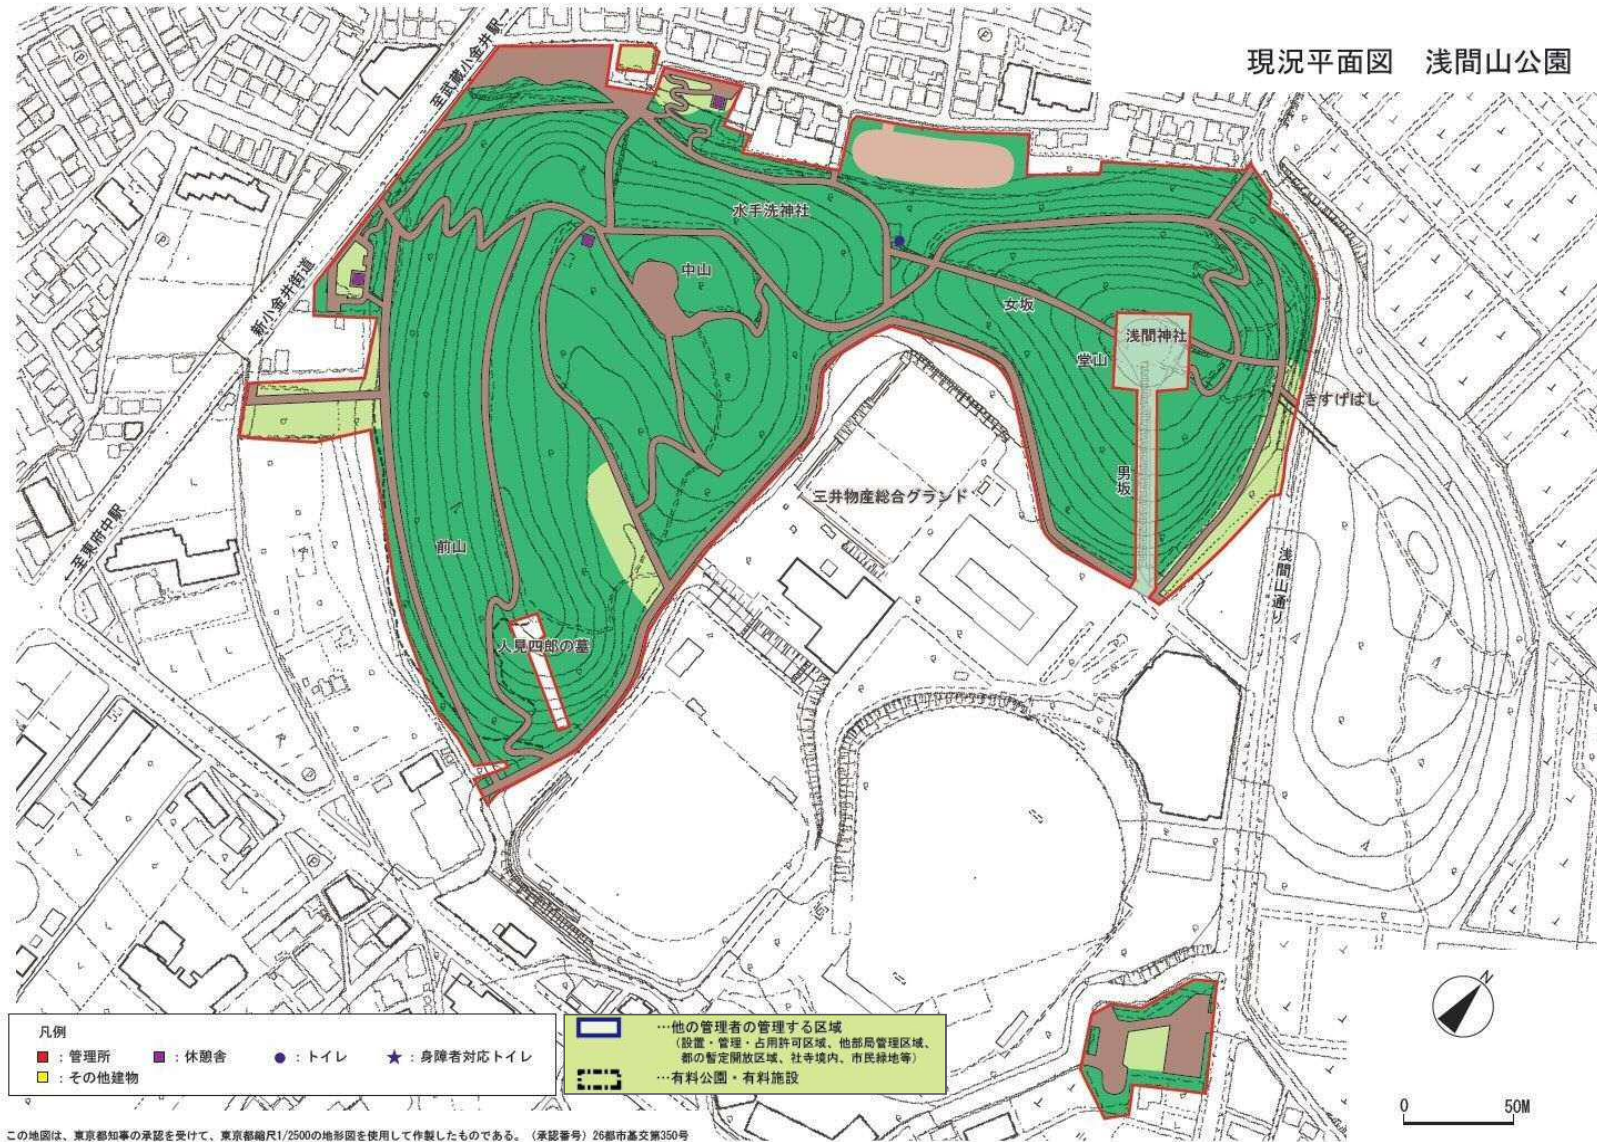 現況平面図　浅間山公園
至武蔵小金井駅→
新小金井街道
←至東府中駅
水手洗神社
中山
女坂
浅間神社
堂山
きすげばし
男坂
三井物産総合グランド
前山
浅間山通り
人見四郎の墓
N
凡例
：管理所
：休憩舎
：トイレ
：身障者対応トイレ
：その他建物
…他の管理者の管理する区域
（設置・管理・占用許可区域、他部局管理区域、
都の暫定開放区域、社寺境内、市民緑地等）
…有料公園・有料施設
0 50M
この地図は、東京都知事の承認を受けて、東京都縮尺1/2500の地形図を使用して作製したものである。（承認番号）26都市基交第350号